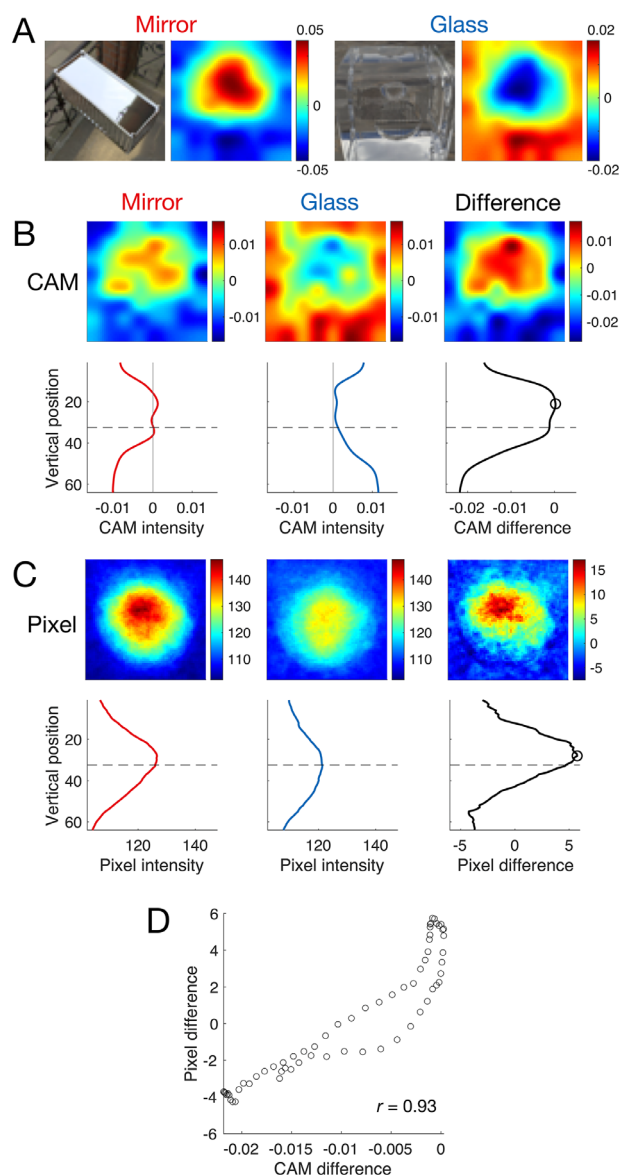 A
Mirror
Glass
0.05
0
-0.05
0.02
0
-0.02
B
Mirror
Glass
Difference
CAM
0.01
0
-0.01
0.01
0
-0.01
0.01
0
-0.01
-0.02
Vertical position
20
40
60
-0.01 0 0.01
CAM intensity
-0.01 0 0.01
CAM intensity
-0.02 -0.01 0
CAM difference
C
Pixel
140
130
120
110
140
130
120
110
15
10
5
0
-5
Vertical position
20
40
60
120 140
Pixel intensity
120 140
Pixel intensity
-5 0 5
Pixel difference
D
Pixel difference
6
4
2
0
-2
-4
-6
r = 0.93
-0.02 -0.015 -0.01 -0.005 0
CAM difference